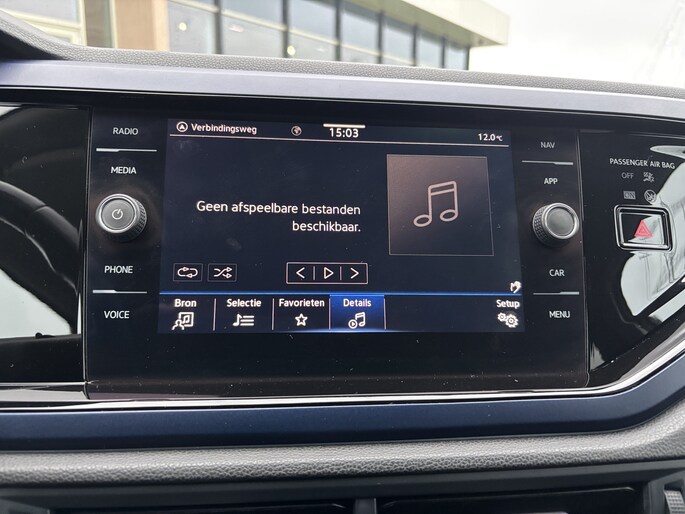 RADIO
MEDIA
PHONE
VOICE
Verbindingsweg
15:03
12.0°C
Geen afspeelbare bestanden
beschikbaar.
Bron
Selectie
Favorieten
Details
Setup
NAV
APP
CAR
MENU
PASSENGER AIR BAG
OFF